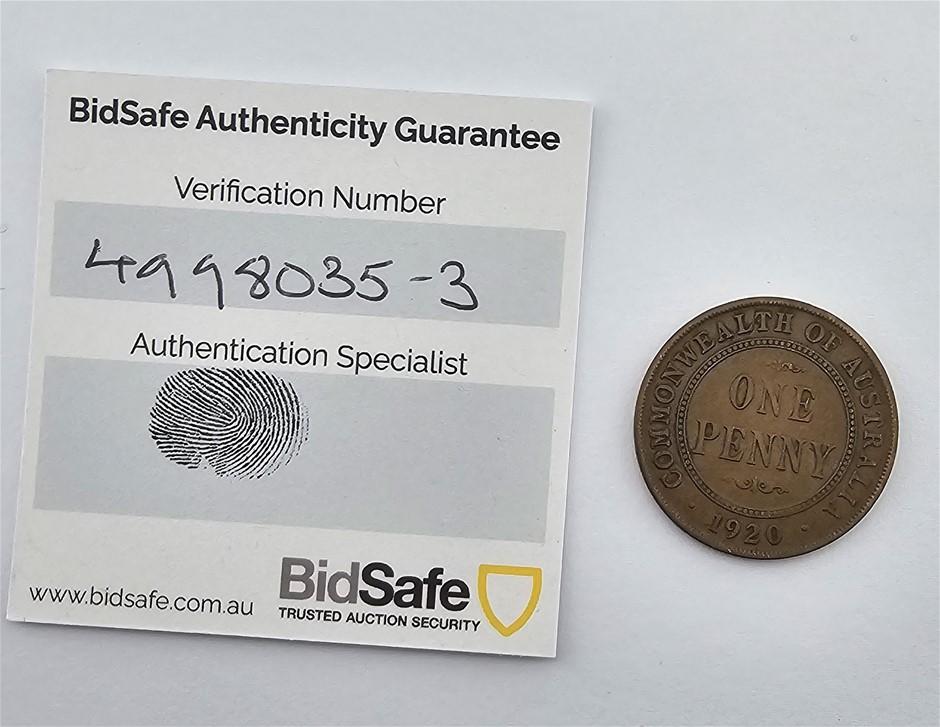 BidSafe Authenticity Guarantee
Verification Number
4998035-3
Authentication Specialist
www.bidsafe.com.au
BidSafe
TRUSTED AUCTION SECURITY
COMMONWEALTH OF AUSTRALIA
ONE
PENNY
· 1920 ·